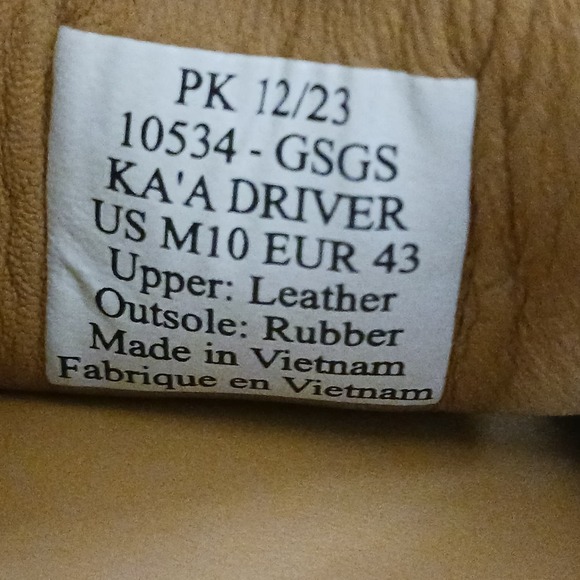 PK 12/23
10534 - GSGS
KA'A DRIVER
US M10 EUR 43
Upper: Leather
Outsole: Rubber
Made in Vietnam
Fabrique en Vietnam